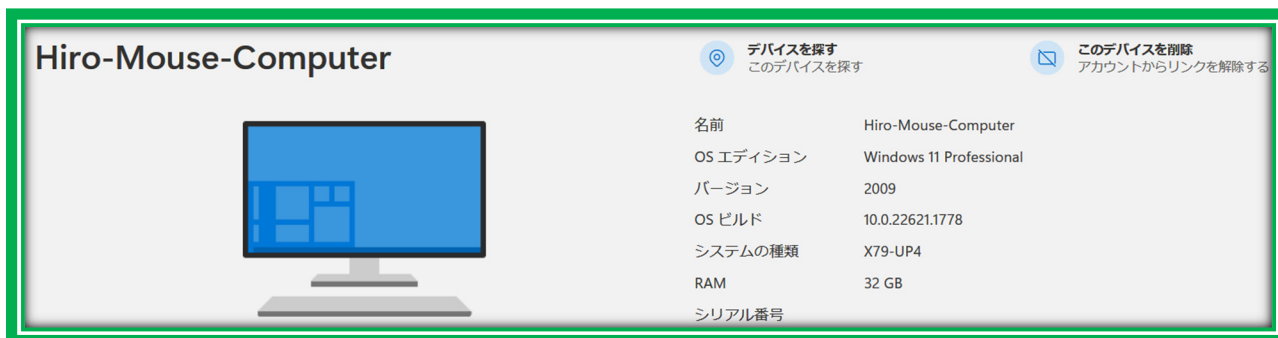 Hiro-Mouse-Computer
デバイスを探す
このデバイスを探す
このデバイスを削除
アカウントからリンクを解除する
名前 Hiro-Mouse-Computer
OS エディション Windows 11 Professional
バージョン 2009
OS ビルド 10.0.22621.1778
システムの種類 X79-UP4
RAM 32 GB
シリアル番号